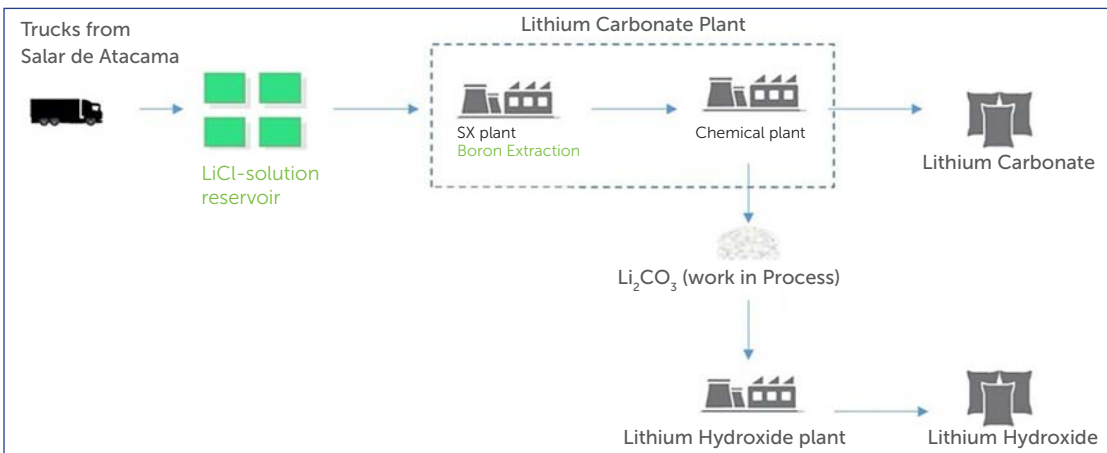 Trucks from
Salar de Atacama
Lithium Carbonate Plant
LiCl-solution
reservoir
SX plant
Boron Extraction
Chemical plant
Lithium Carbonate
Li₂CO₃ (work in Process)
Lithium Hydroxide plant
Lithium Hydroxide